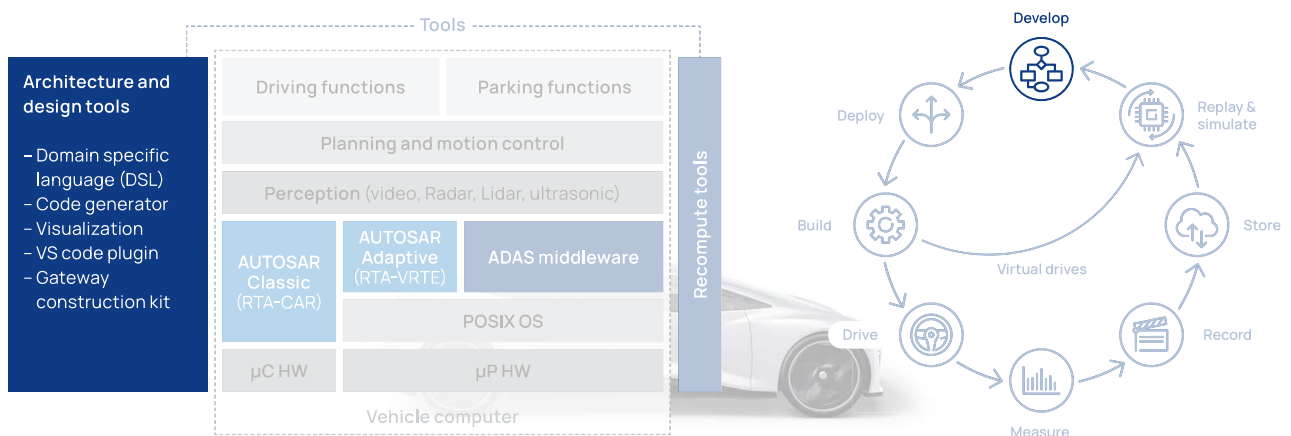 Tools
Architecture and
design tools
– Domain specific
language (DSL)
– Code generator
– Visualization
– VS code plugin
– Gateway
construction kit
Driving functions
Parking functions
Planning and motion control
Perception (video, Radar, Lidar, ultrasonic)
AUTOSAR
Classic
(RTA-CAR)
AUTOSAR
Adaptive
(RTA-VRTE)
ADAS middleware
POSIX OS
µC HW
µP HW
Vehicle computer
Recompute tools
Develop
Deploy
Replay &
simulate
Build
Store
Virtual drives
Drive
Record
Measure